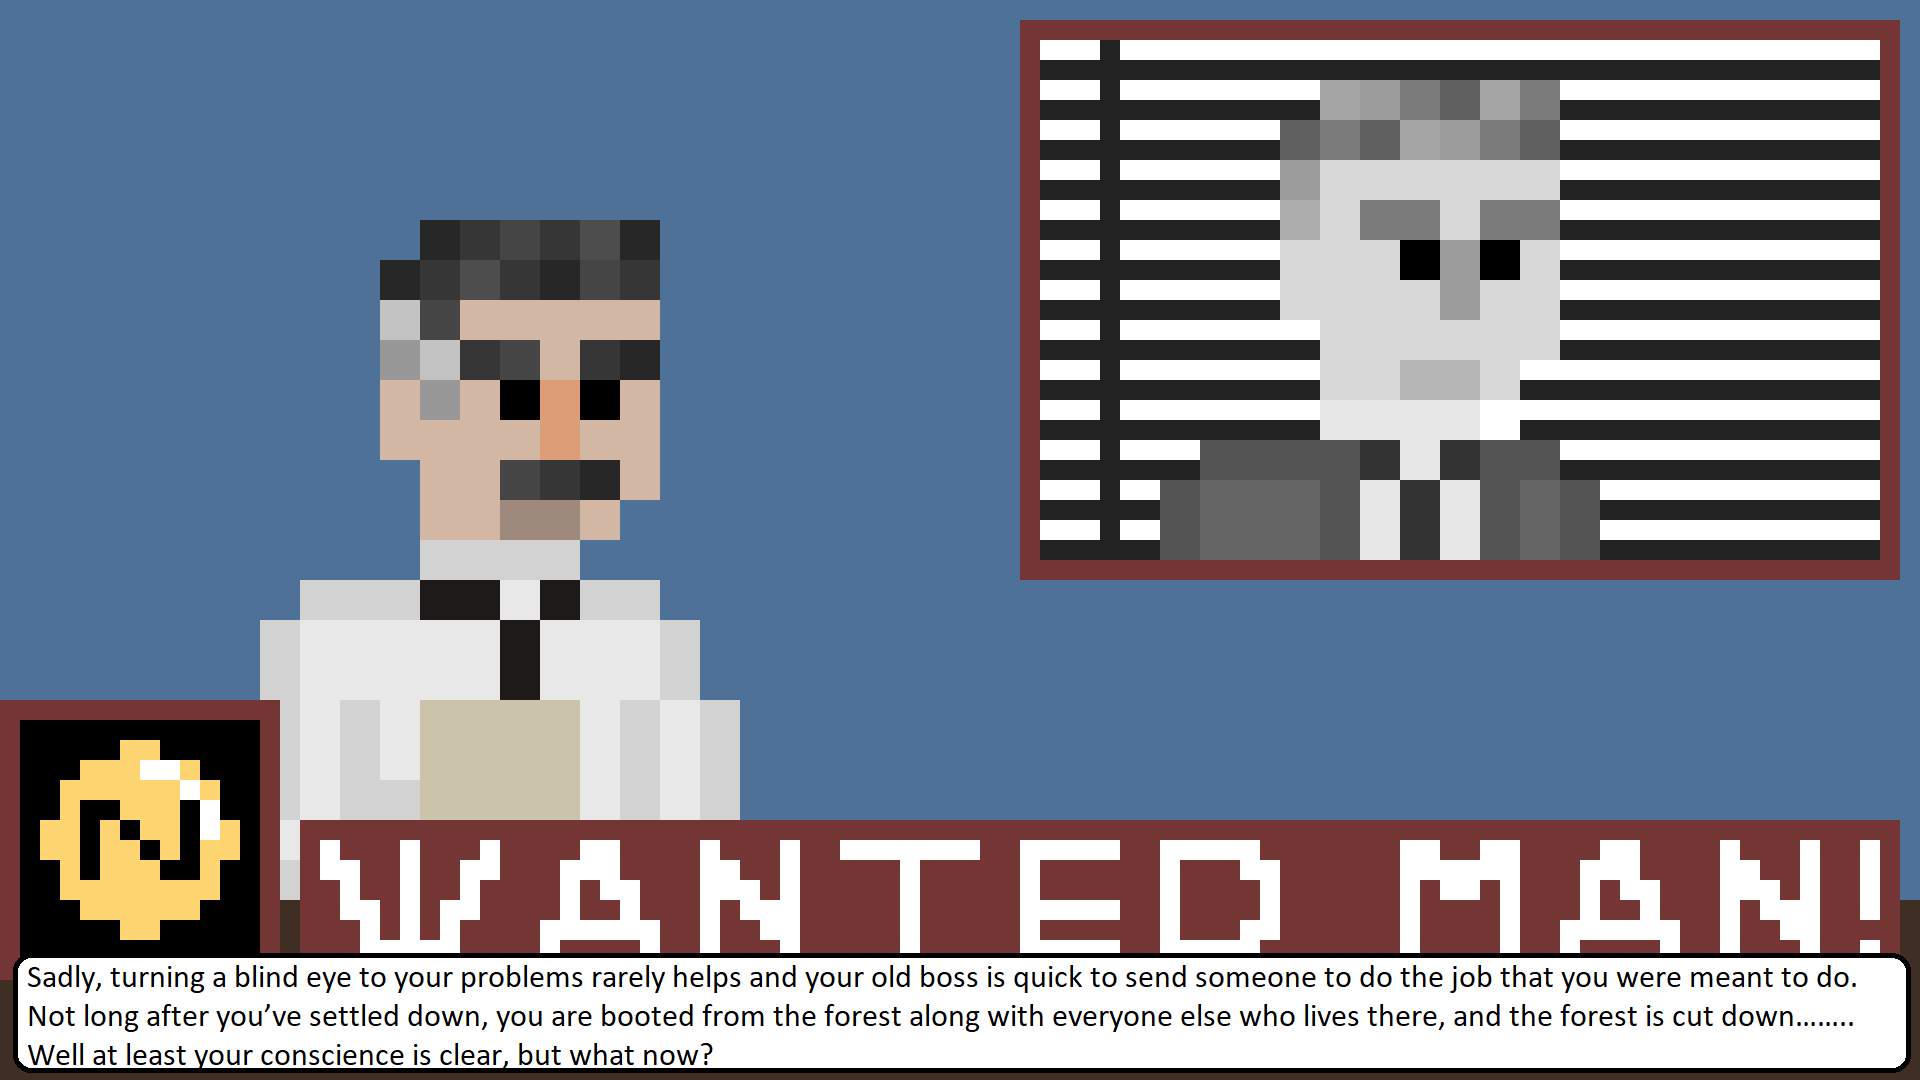 N
WANTED MAN!
Sadly, turning a blind eye to your problems rarely helps and your old boss is quick to send someone to do the job that you were meant to do.
Not long after you’ve settled down, you are booted from the forest along with everyone else who lives there, and the forest is cut down........
Well at least your conscience is clear, but what now?